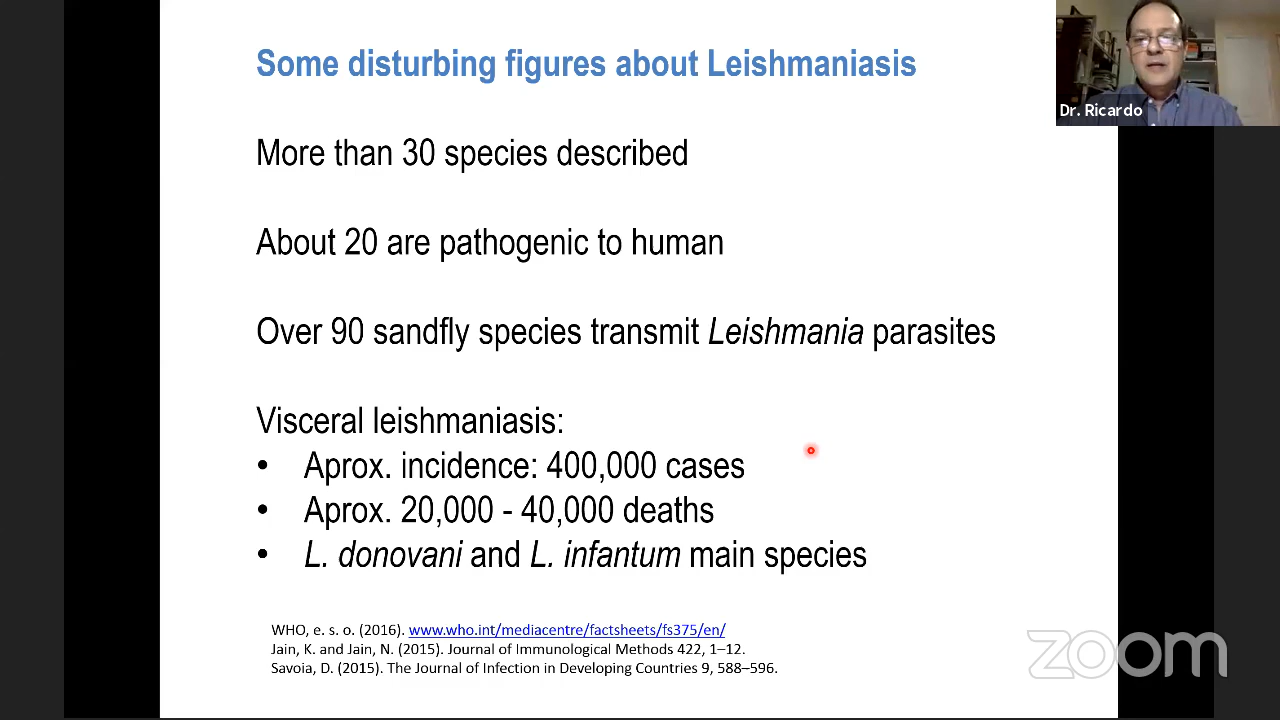 Some disturbing figures about Leishmaniasis
Dr. Ricardo
More than 30 species described
About 20 are pathogenic to human
Over 90 sandfly species transmit Leishmania parasites
Visceral leishmaniasis:
• Aprox. incidence: 400,000 cases
• Aprox. 20,000 - 40,000 deaths
• L. donovani and L. infantum main species
WHO, e. s. o. (2016). www.who.int/mediacentre/factsheets/fs375/en/
Jain, K. and Jain, N. (2015). Journal of Immunological Methods 422, 1–12.
Savoia, D. (2015). The Journal of Infection in Developing Countries 9, 588–596.
zoom